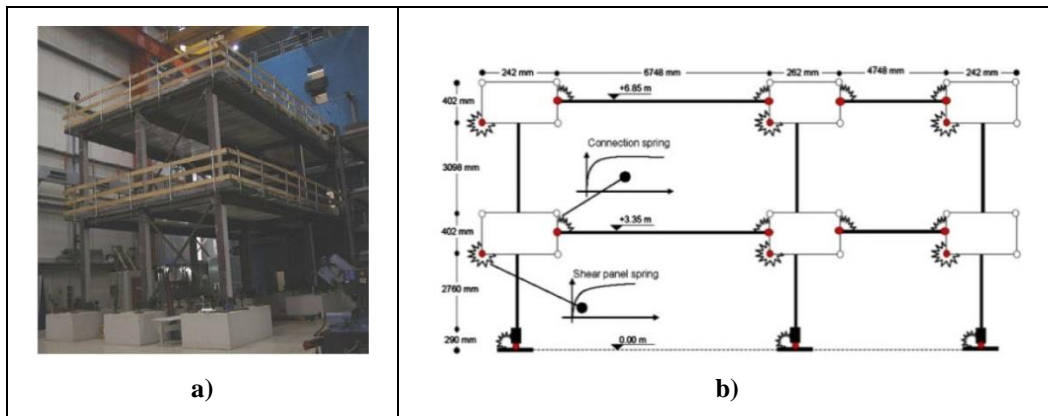 242 mm 6748 mm 262 mm 4748 mm 242 mm
+6.85 m
402 mm
Connection spring
3098 mm
+3.35 m
402 mm
Shear panel spring
2760 mm
290 mm
0.00 m
a)
b)